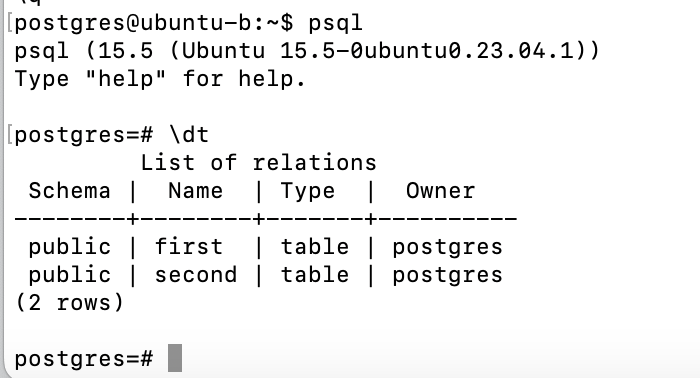 \q
[postgres@ubuntu-b:~$ psql
psql (15.5 (Ubuntu 15.5-0ubuntu0.23.04.1))
Type "help" for help.
[postgres=# \dt
List of relations
Schema | Name | Type | Owner
--------+--------+-------+----------
public | first | table | postgres
public | second | table | postgres
(2 rows)
postgres=#